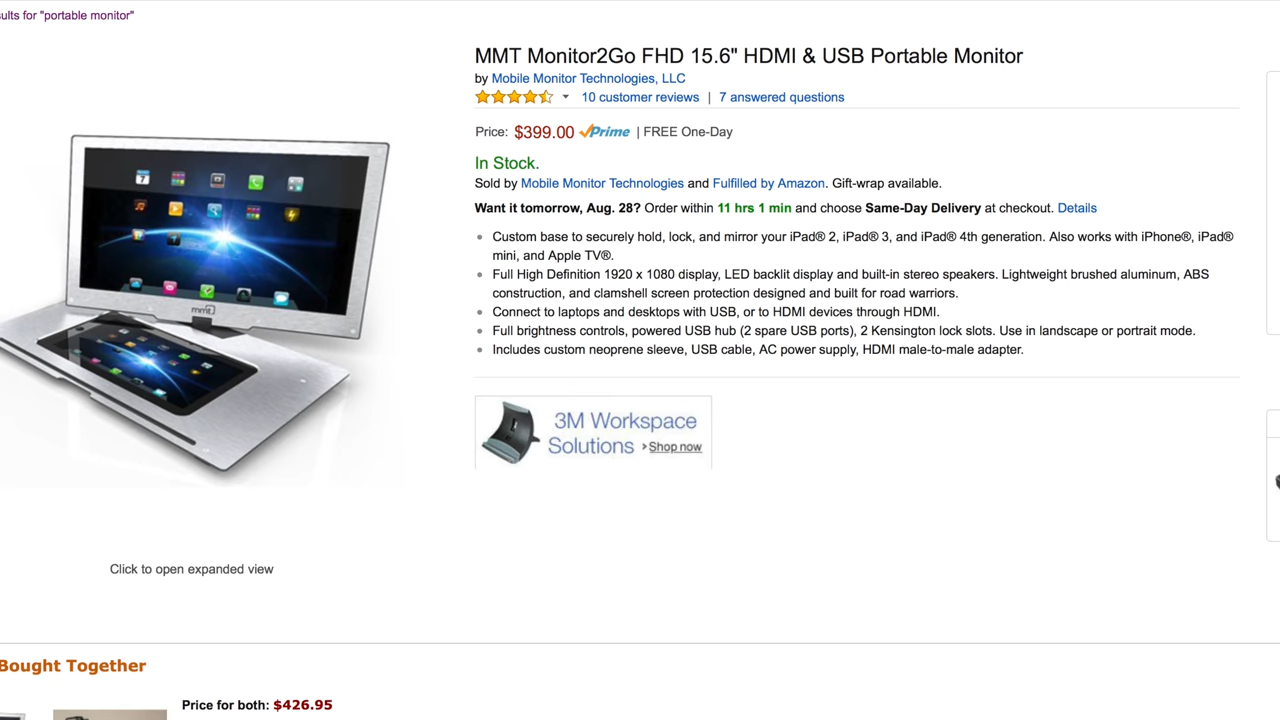 ults for "portable monitor"
MMT Monitor2Go FHD 15.6" HDMI & USB Portable Monitor
by Mobile Monitor Technologies, LLC
10 customer reviews | 7 answered questions
Price: $399.00 Prime | FREE One-Day
In Stock.
Sold by Mobile Monitor Technologies and Fulfilled by Amazon. Gift-wrap available.
Want it tomorrow, Aug. 28? Order within 11 hrs 1 min and choose Same-Day Delivery at checkout. Details
Custom base to securely hold, lock, and mirror your iPad® 2, iPad® 3, and iPad® 4th generation. Also works with iPhone®, iPad®
mini, and Apple TV®.
Full High Definition 1920 x 1080 display, LED backlit display and built-in stereo speakers. Lightweight brushed aluminum, ABS
construction, and clamshell screen protection designed and built for road warriors.
Connect to laptops and desktops with USB, or to HDMI devices through HDMI.
Full brightness controls, powered USB hub (2 spare USB ports), 2 Kensington lock slots. Use in landscape or portrait mode.
Includes custom neoprene sleeve, USB cable, AC power supply, HDMI male-to-male adapter.
7
mmt
3M Workspace
Solutions › Shop now
Click to open expanded view
Bought Together
Price for both: $426.95